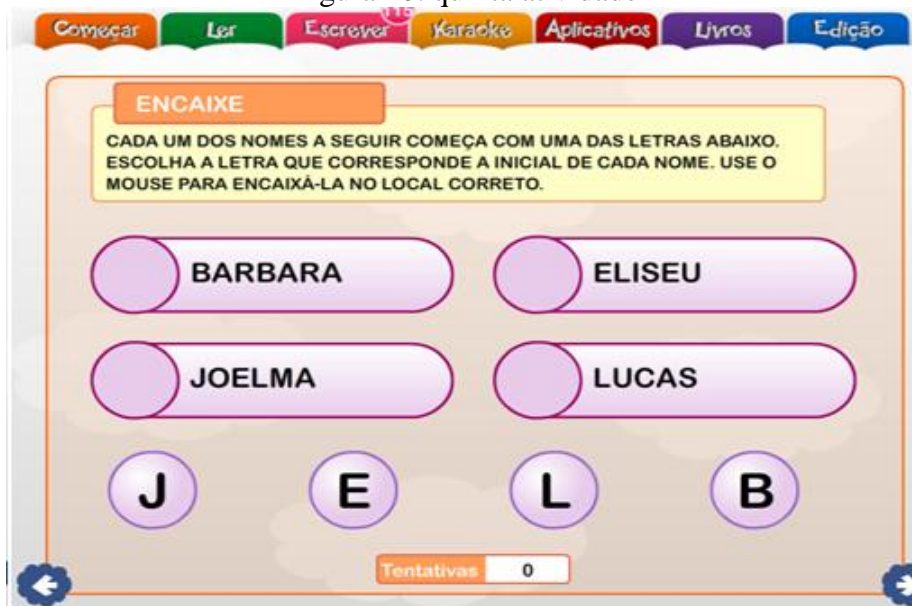 Começar Ler Escrever Karaoke Aplicativos Livros Edição
ENCAIXE
CADA UM DOS NOMES A SEGUIR COMEÇA COM UMA DAS LETRAS ABAIXO.
ESCOLHA A LETRA QUE CORRESPONDE A INICIAL DE CADA NOME. USE O
MOUSE PARA ENCAIXÁ-LA NO LOCAL CORRETO.
BARBARA ELISEU
JOELMA LUCAS
J E L B
Tentativas 0